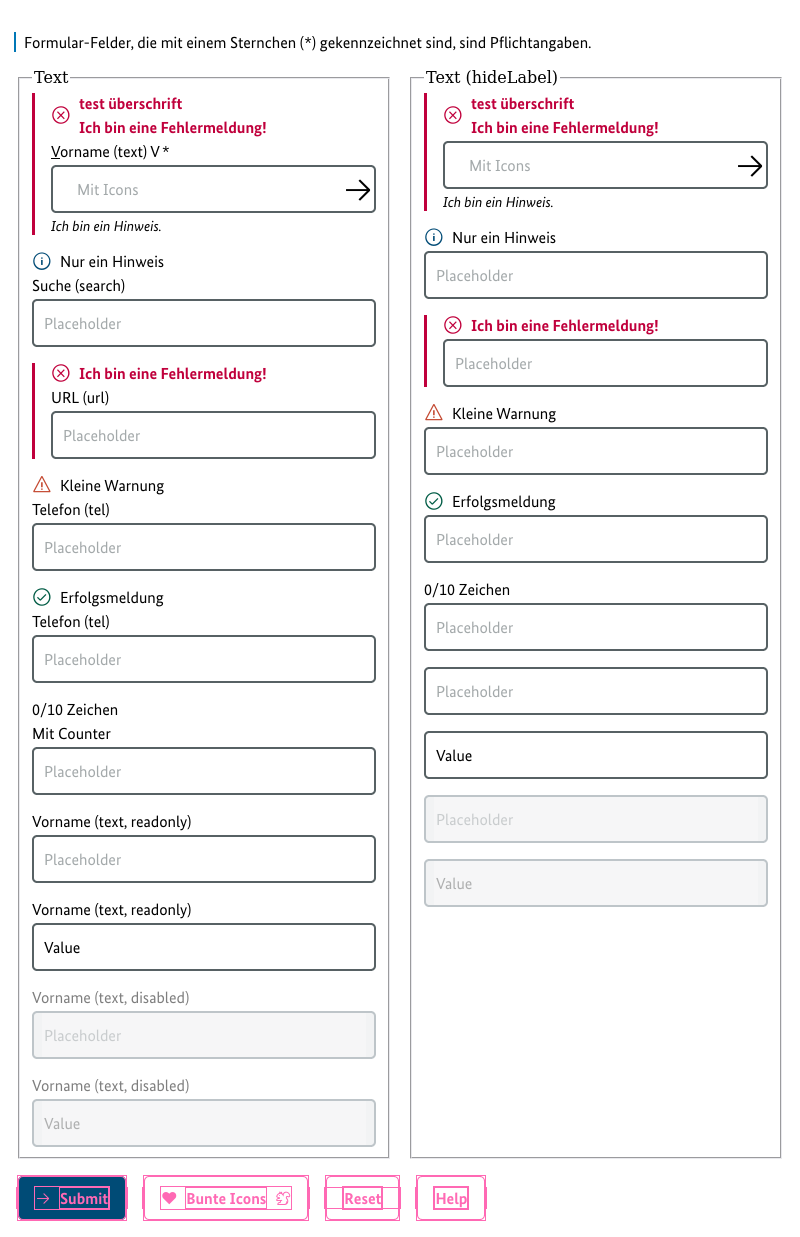 Formular-Felder, die mit einem Sternchen (*) gekennzeichnet sind, sind Pflichtangaben.
Text
test überschrift
Ich bin eine Fehlermeldung!
Vorname (text) V *
Mit Icons
Ich bin ein Hinweis.
Nur ein Hinweis
Suche (search)
Placeholder
Ich bin eine Fehlermeldung!
URL (url)
Placeholder
Kleine Warnung
Telefon (tel)
Placeholder
Erfolgsmeldung
Telefon (tel)
Placeholder
0/10 Zeichen
Mit Counter
Placeholder
Vorname (text, readonly)
Placeholder
Vorname (text, readonly)
Value
Vorname (text, disabled)
Placeholder
Vorname (text, disabled)
Value
Text (hideLabel)
test überschrift
Ich bin eine Fehlermeldung!
Mit Icons
Ich bin ein Hinweis.
Nur ein Hinweis
Placeholder
Ich bin eine Fehlermeldung!
Placeholder
Kleine Warnung
Placeholder
Erfolgsmeldung
Placeholder
0/10 Zeichen
Placeholder
Placeholder
Value
Placeholder
Value
Submit
Bunte Icons
Reset
Help